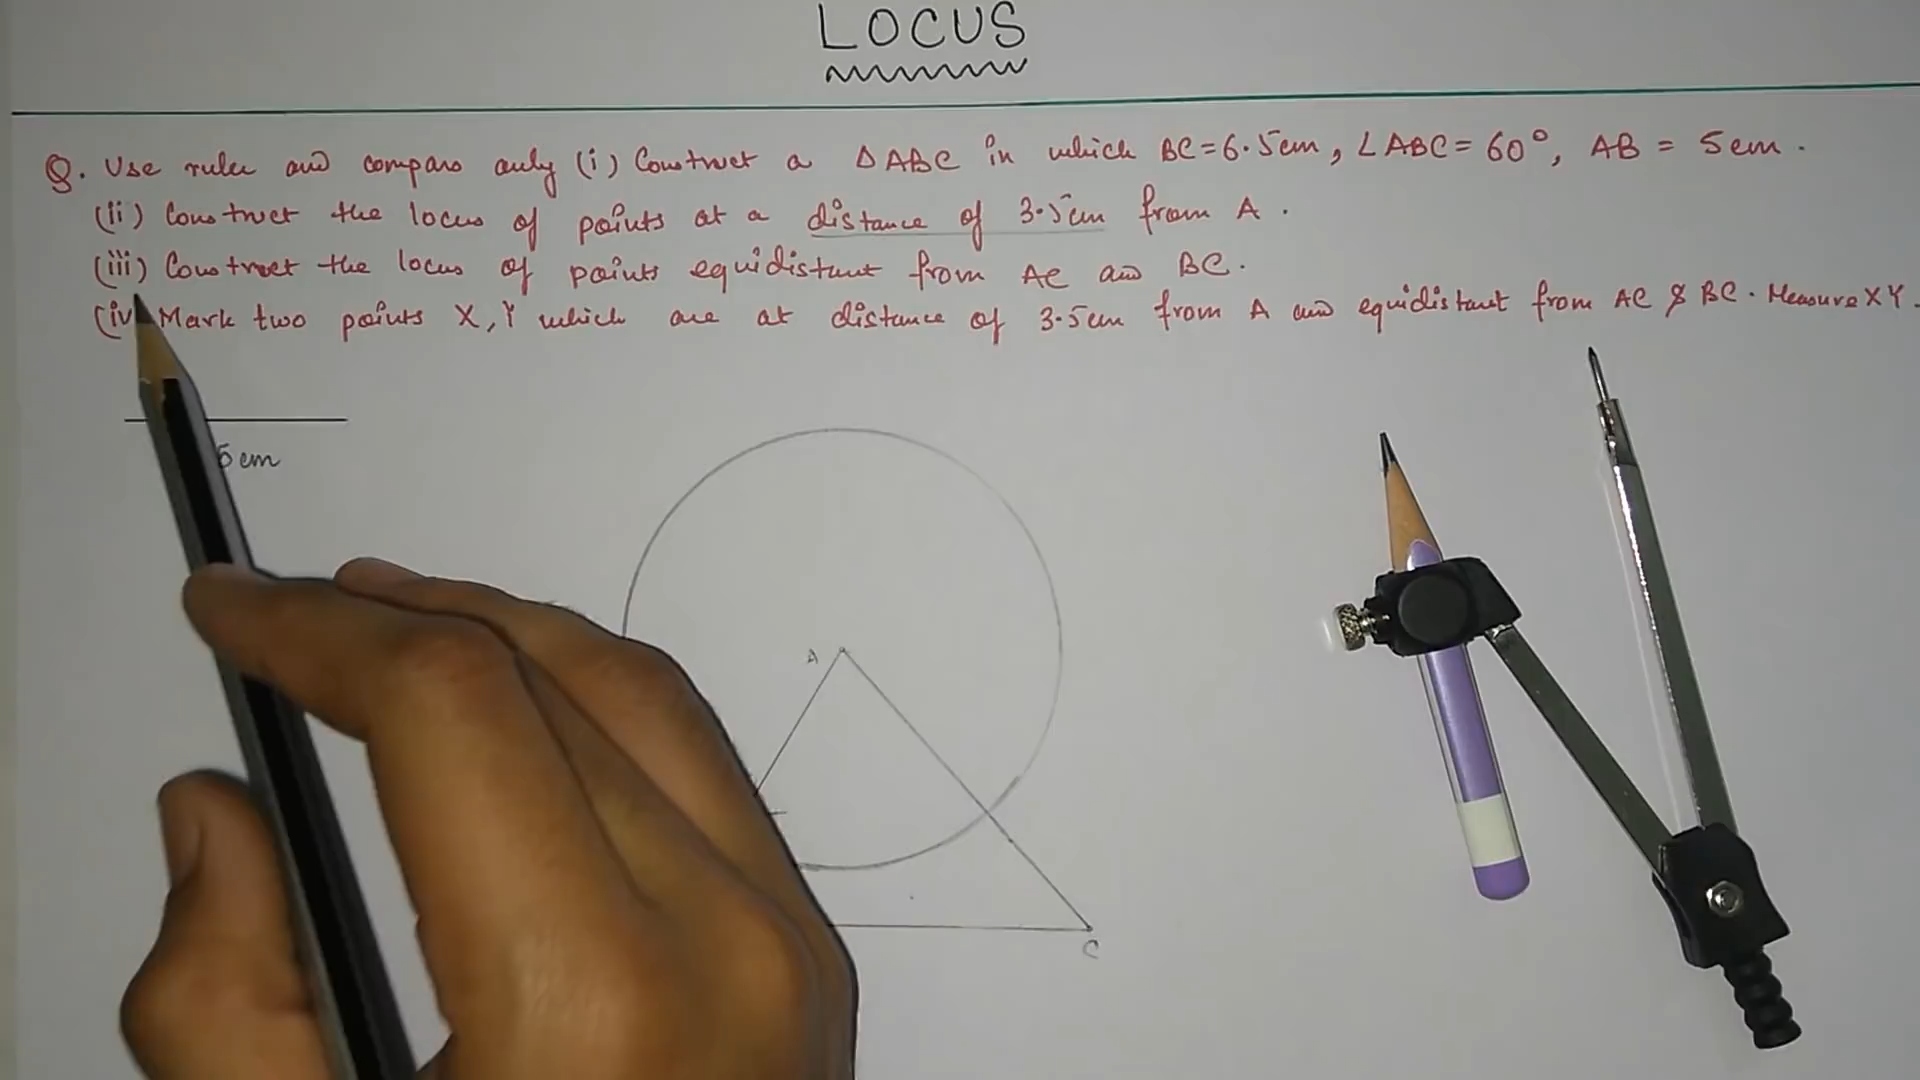 LOCUS
Q. Use ruler and compass only (i) Construct a Δ ABC in which BC = 6.5cm, ∠ABC = 60°, AB = 5cm.
(ii) Construct the locus of points at a distance of 3.5cm from A.
(iii) Construct the locus of points equidistant from AC and BC.
(iv) Mark two points X, Y which are at distance of 3.5cm from A and equidistant from AC & BC. Measure XY.
5cm
A
C